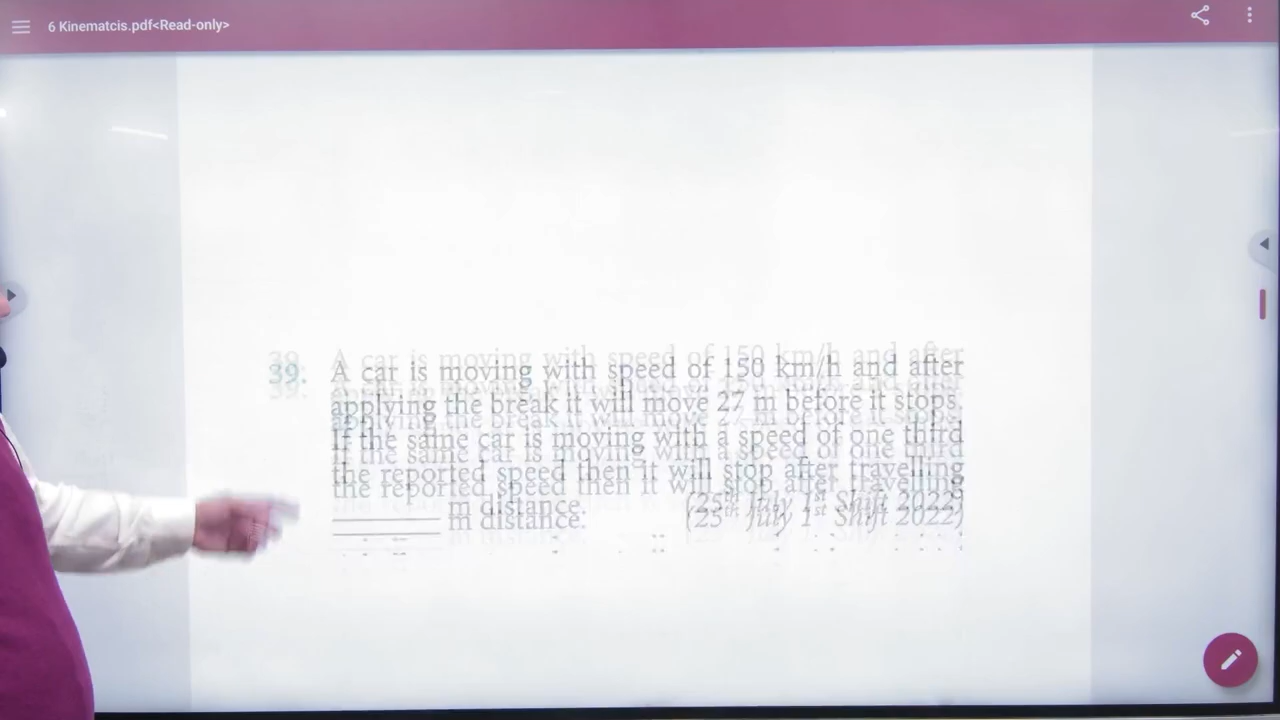 6 Kinematcis.pdf<Read-only>
39. A car is moving with speed of 150 km/h and after
applying the break it will move 27 m before it stops.
If the same car is moving with a speed of one third
the reported speed then it will stop after travelling
________ m distance. (25th July 1st Shift 2022)